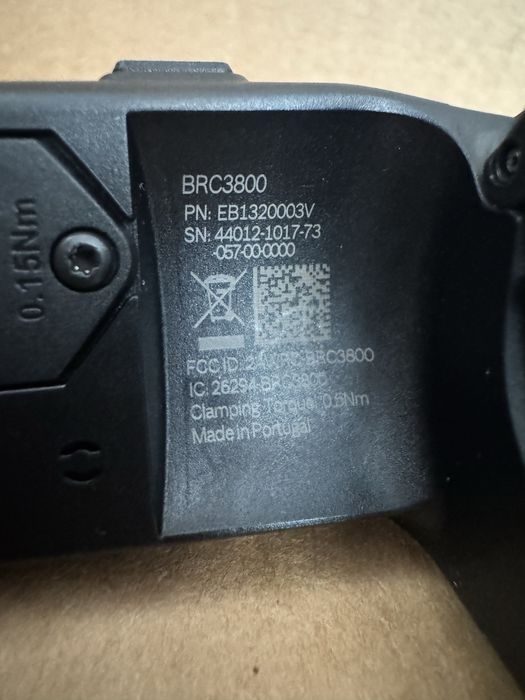 BRC3800
PN: EB1320003V
SN: 44012-1017-73
-057-00-0000
FCC ID: BRC3800
IC: 26294-BRC3800
Clamping Torque: 0.5Nm
Made in Portugal
0.15Nm